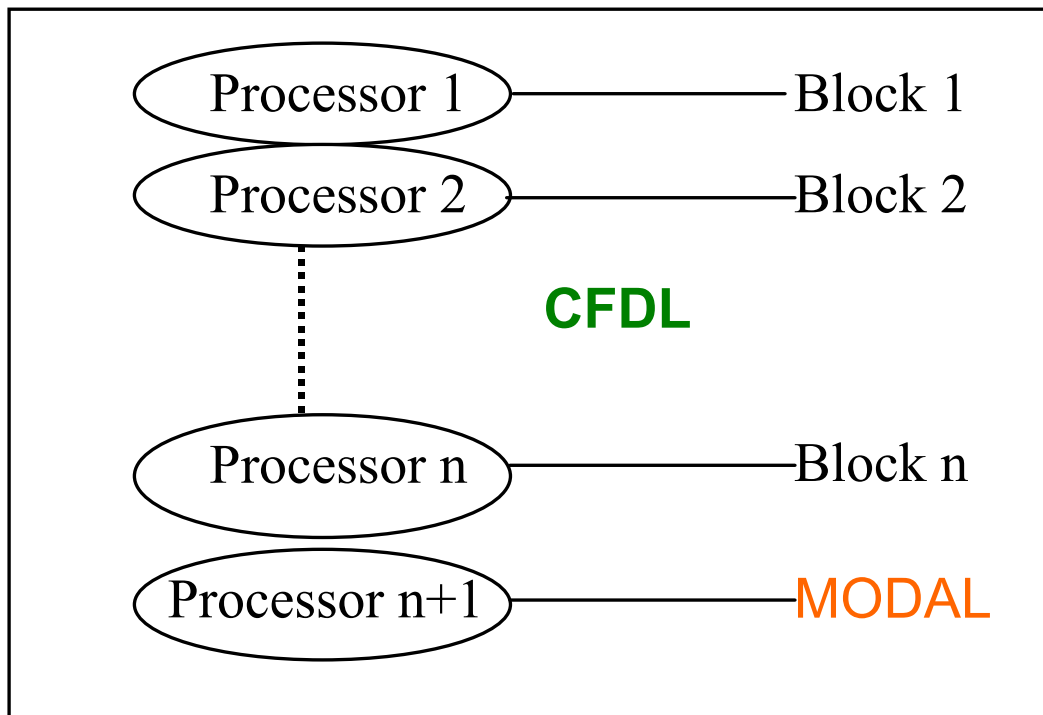 Processor 1 Block 1
Processor 2 Block 2
CFDL
Processor n Block n
Processor n+1 MODAL